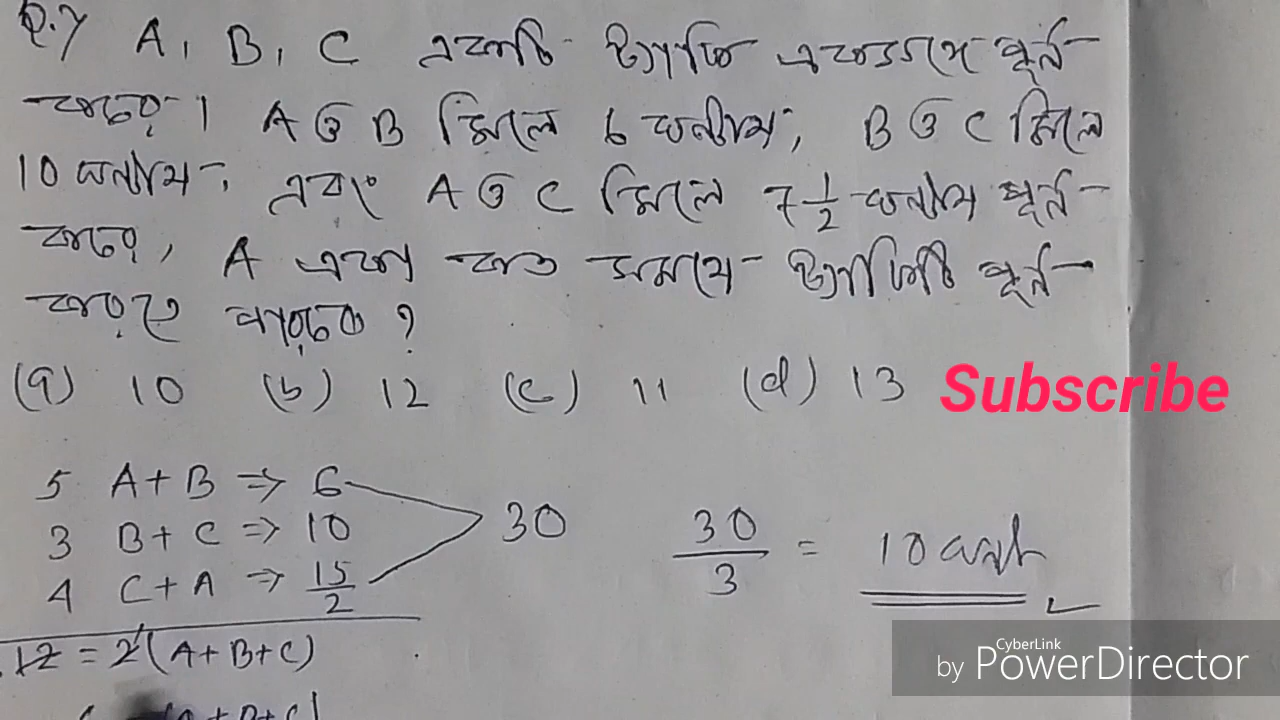 Q.7 A, B, C একটি ট্যাঙ্কি একসাথে পূর্ন
করে। A ও B মিলে 6 ঘন্টায়, B ও C মিলে
10 ঘন্টায়, এবং A ও C মিলে 7 1/2 ঘন্টায় পূর্ন
করে, A একা কত সময়ে ট্যাঙ্কিটি পূর্ন
করতে পারবে ?
(a) 10 (b) 12 (c) 11 (d) 13 Subscribe
5 A+B ⇒ 6
3 B+C ⇒ 10 30 30/3 = 10 ঘন্টা
4 C+A ⇒ 15/2
12 = 2(A+B+C)
CyberLink
by PowerDirector